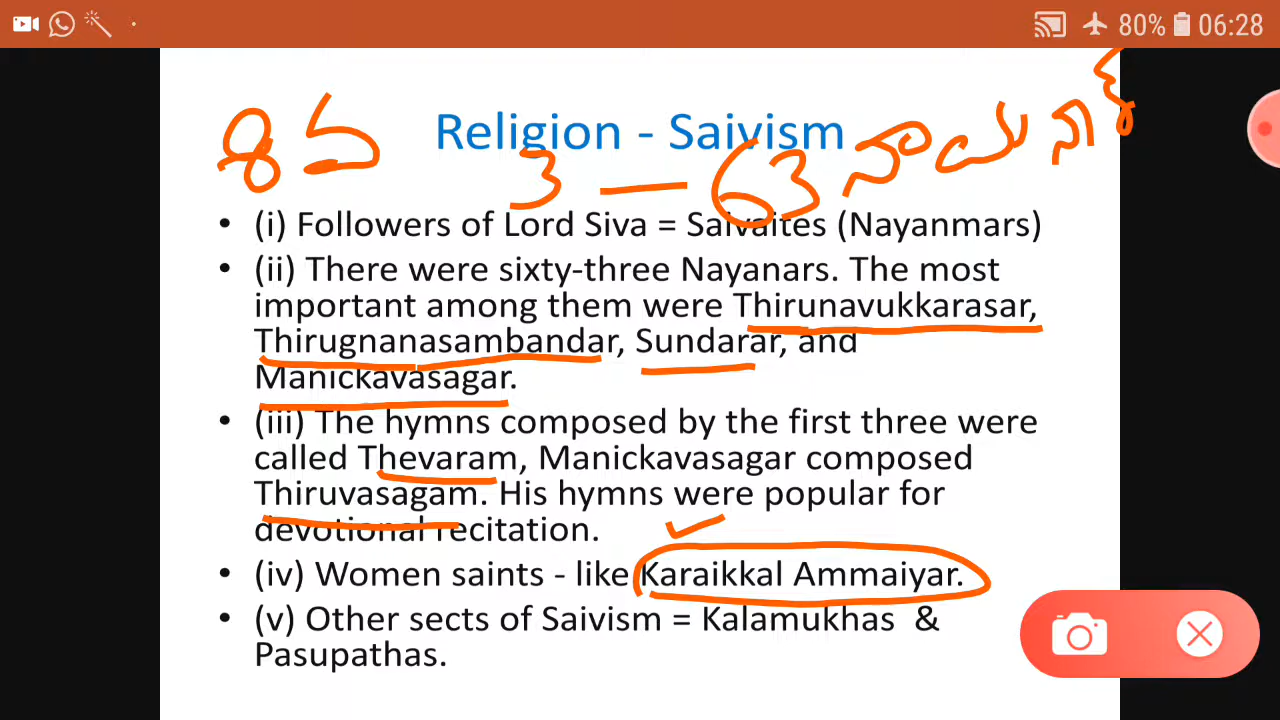 80% 06:28
Religion - Saivism
3 — 63
• (i) Followers of Lord Siva = Saivaites (Nayanmars)
• (ii) There were sixty-three Nayanars. The most
important among them were Thirunavukkarasar,
Thirugnanasambandar, Sundarar, and
Manickavasagar.
• (iii) The hymns composed by the first three were
called Thevaram, Manickavasagar composed
Thiruvasagam. His hymns were popular for
devotional recitation.
• (iv) Women saints - like Karaikkal Ammaiyar.
• (v) Other sects of Saivism = Kalamukhas &
Pasupathas.